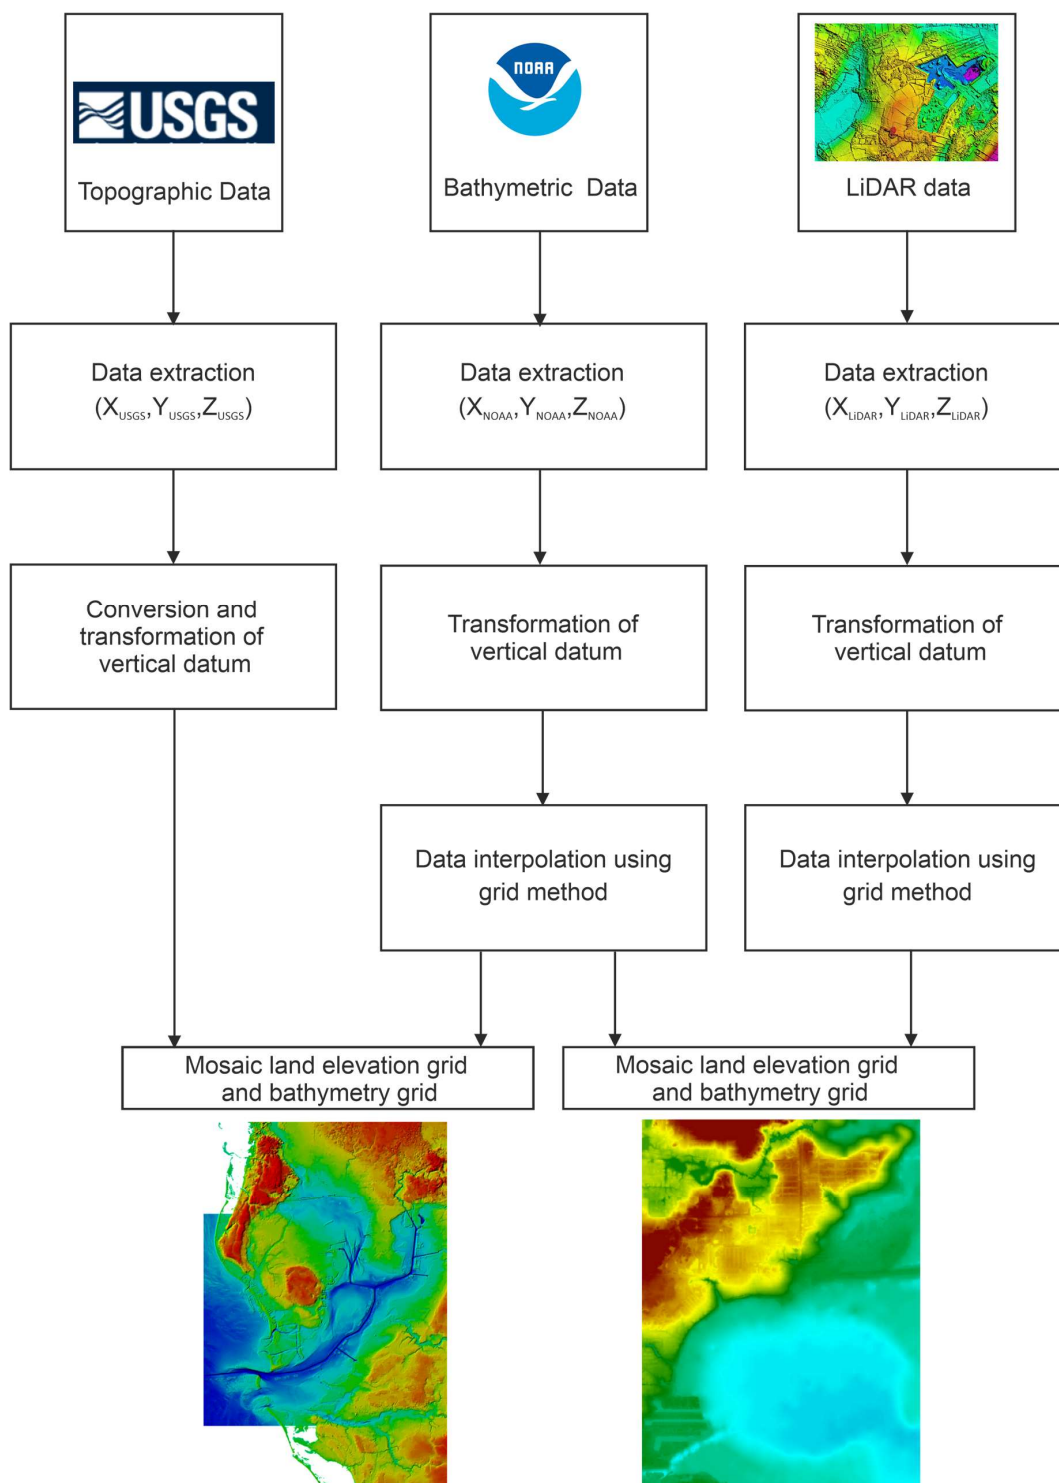 USGS
Topographic Data
NOAA
Bathymetric Data
LiDAR data
Data extraction
(XUSGS,YUSGS,ZUSGS)
Data extraction
(XNOAA,YNOAA,ZNOAA)
Data extraction
(XLiDAR,YLiDAR,ZLiDAR)
Conversion and
transformation of
vertical datum
Transformation of
vertical datum
Transformation of
vertical datum
Data interpolation using
grid method
Data interpolation using
grid method
Mosaic land elevation grid
and bathymetry grid
Mosaic land elevation grid
and bathymetry grid